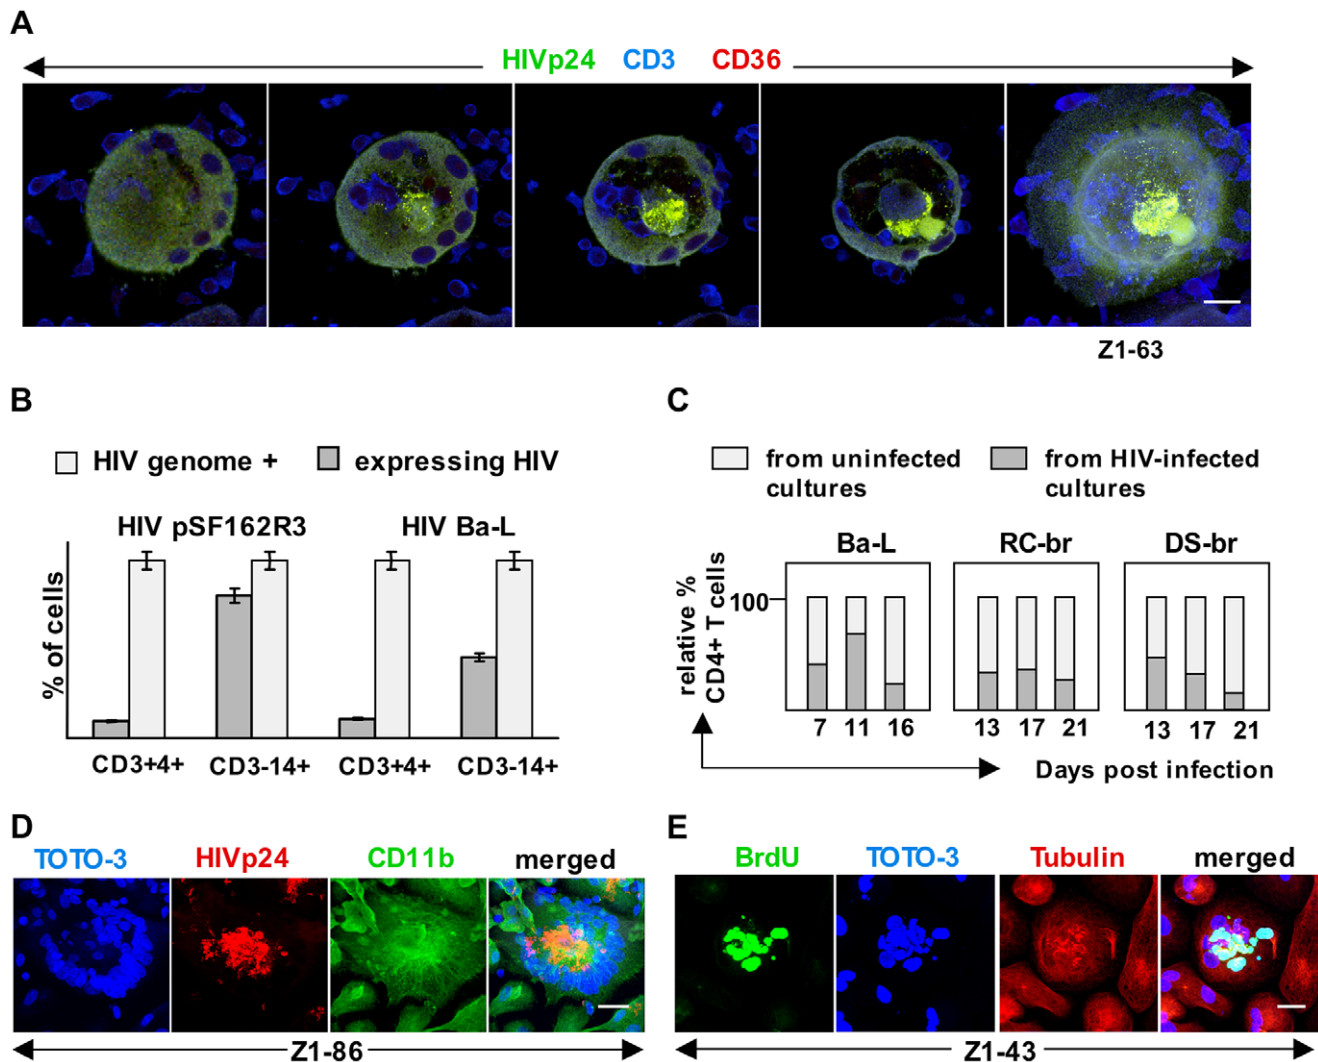 A
HIVp24 CD3 CD36
Z1-63
B
HIV genome +
expressing HIV
HIV pSF162R3
HIV Ba-L
% of cells
CD3+4+
CD3-14+
CD3+4+
CD3-14+
C
from uninfected
cultures
from HIV-infected
cultures
Ba-L
RC-br
DS-br
relative %
CD4+ T cells
100
7 11 16
13 17 21
13 17 21
Days post infection
D
TOTO-3 HIVp24 CD11b merged
Z1-86
E
BrdU TOTO-3 Tubulin merged
Z1-43